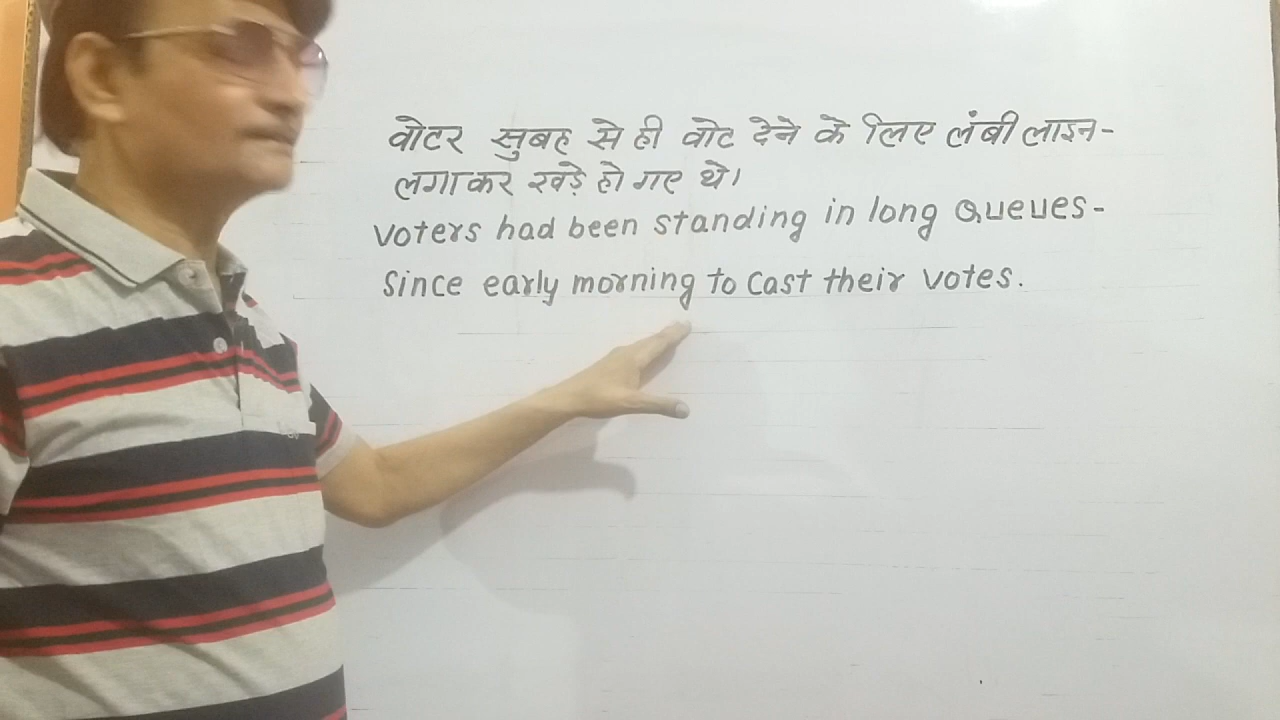 वोटर सुबह से ही वोट देने के लिए लंबी लाइन-
लगाकर खड़े हो गए थे।
Voters had been standing in long Queues-
Since early morning to Cast their votes.